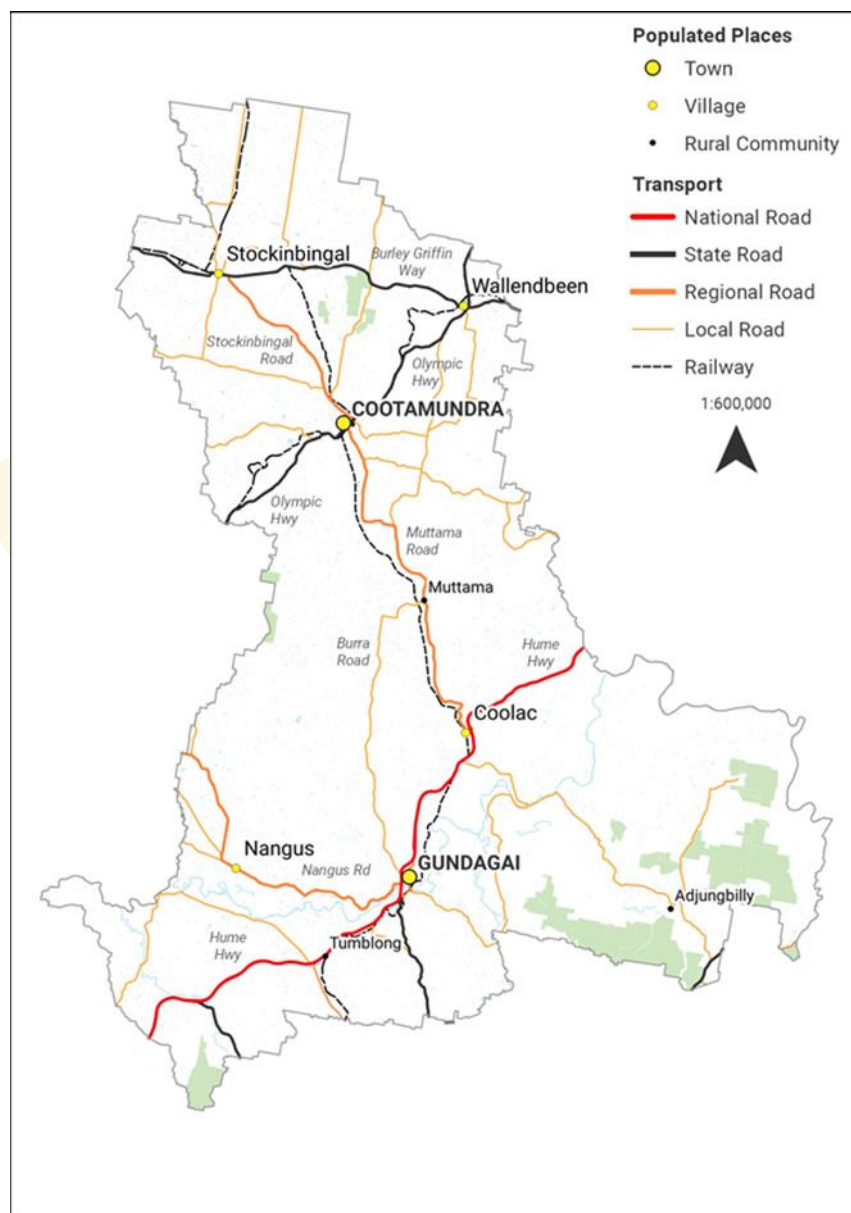 Populated Places
Town
Village
Rural Community
Transport
National Road
State Road
Regional Road
Local Road
Railway
1:600,000
Stockinbingal
Burley Griffin
Way
Wallendbeen
Stockinbingal
Road
Olympic
Hwy
COOTAMUNDRA
Olympic
Hwy
Muttama
Road
Muttama
Burra
Road
Hume
Hwy
Coolac
Nangus
Nangus Rd
GUNDAGAI
Adjungbilly
Hume
Hwy
Tumblong